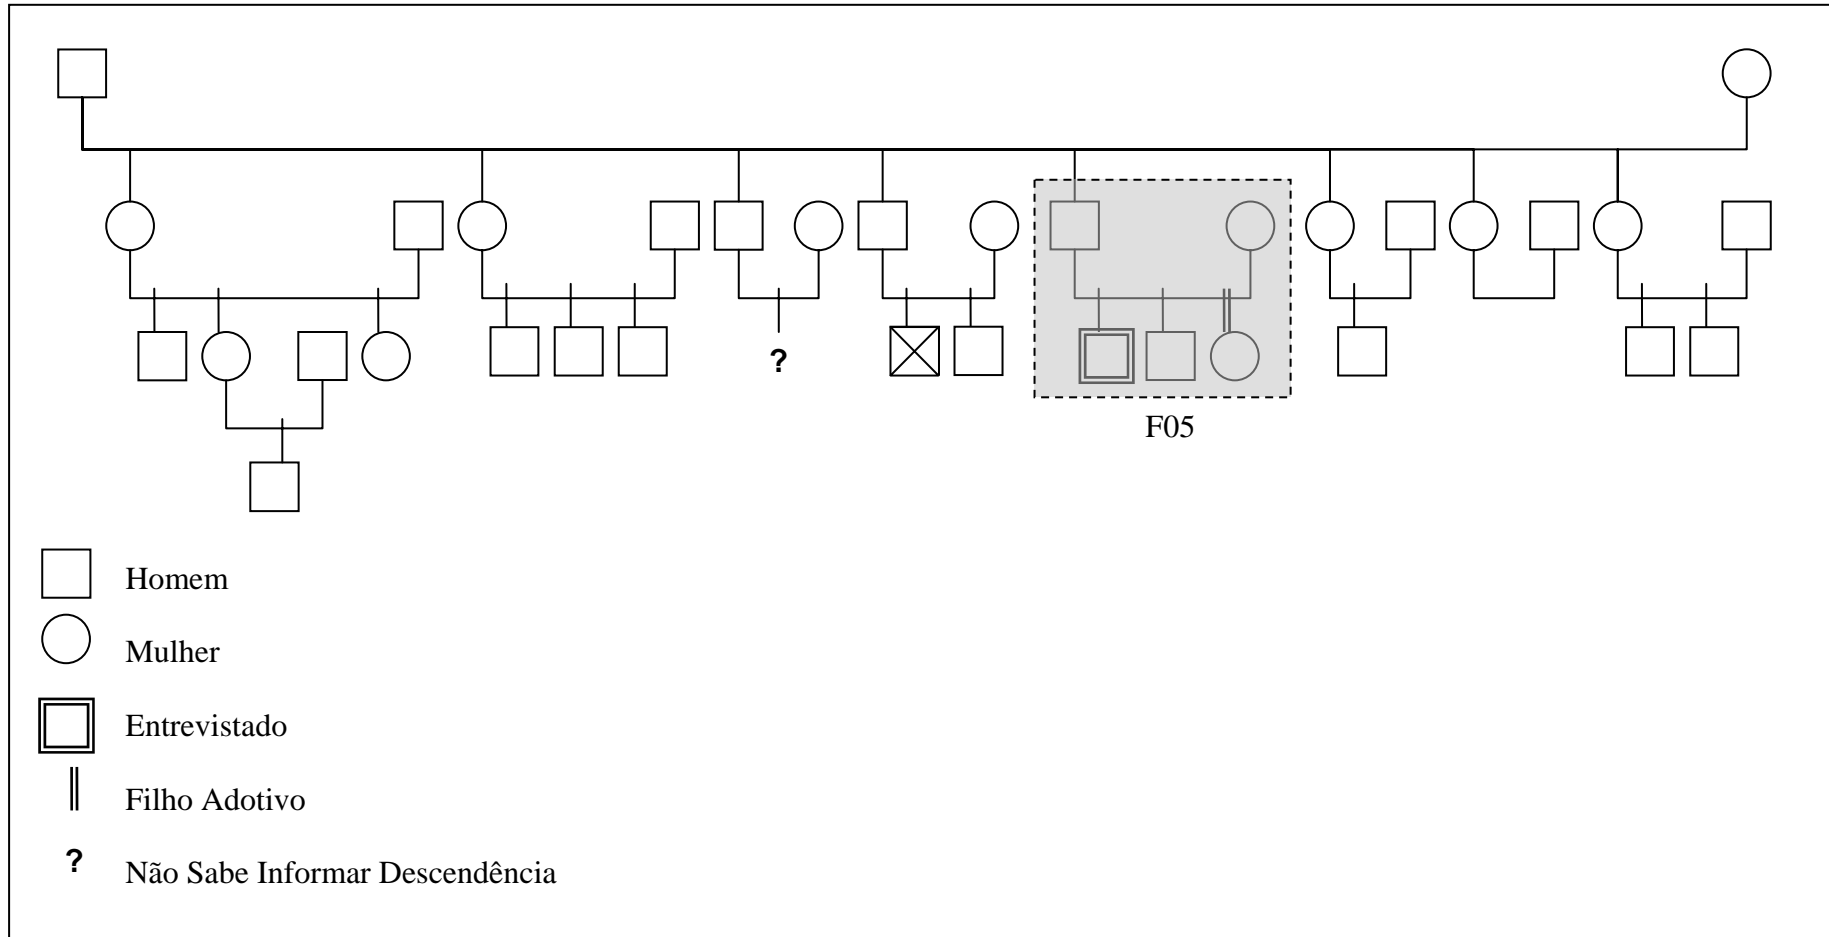 ?
F05
Homem
Mulher
Entrevistado
Filho Adotivo
? Não Sabe Informar Descendência